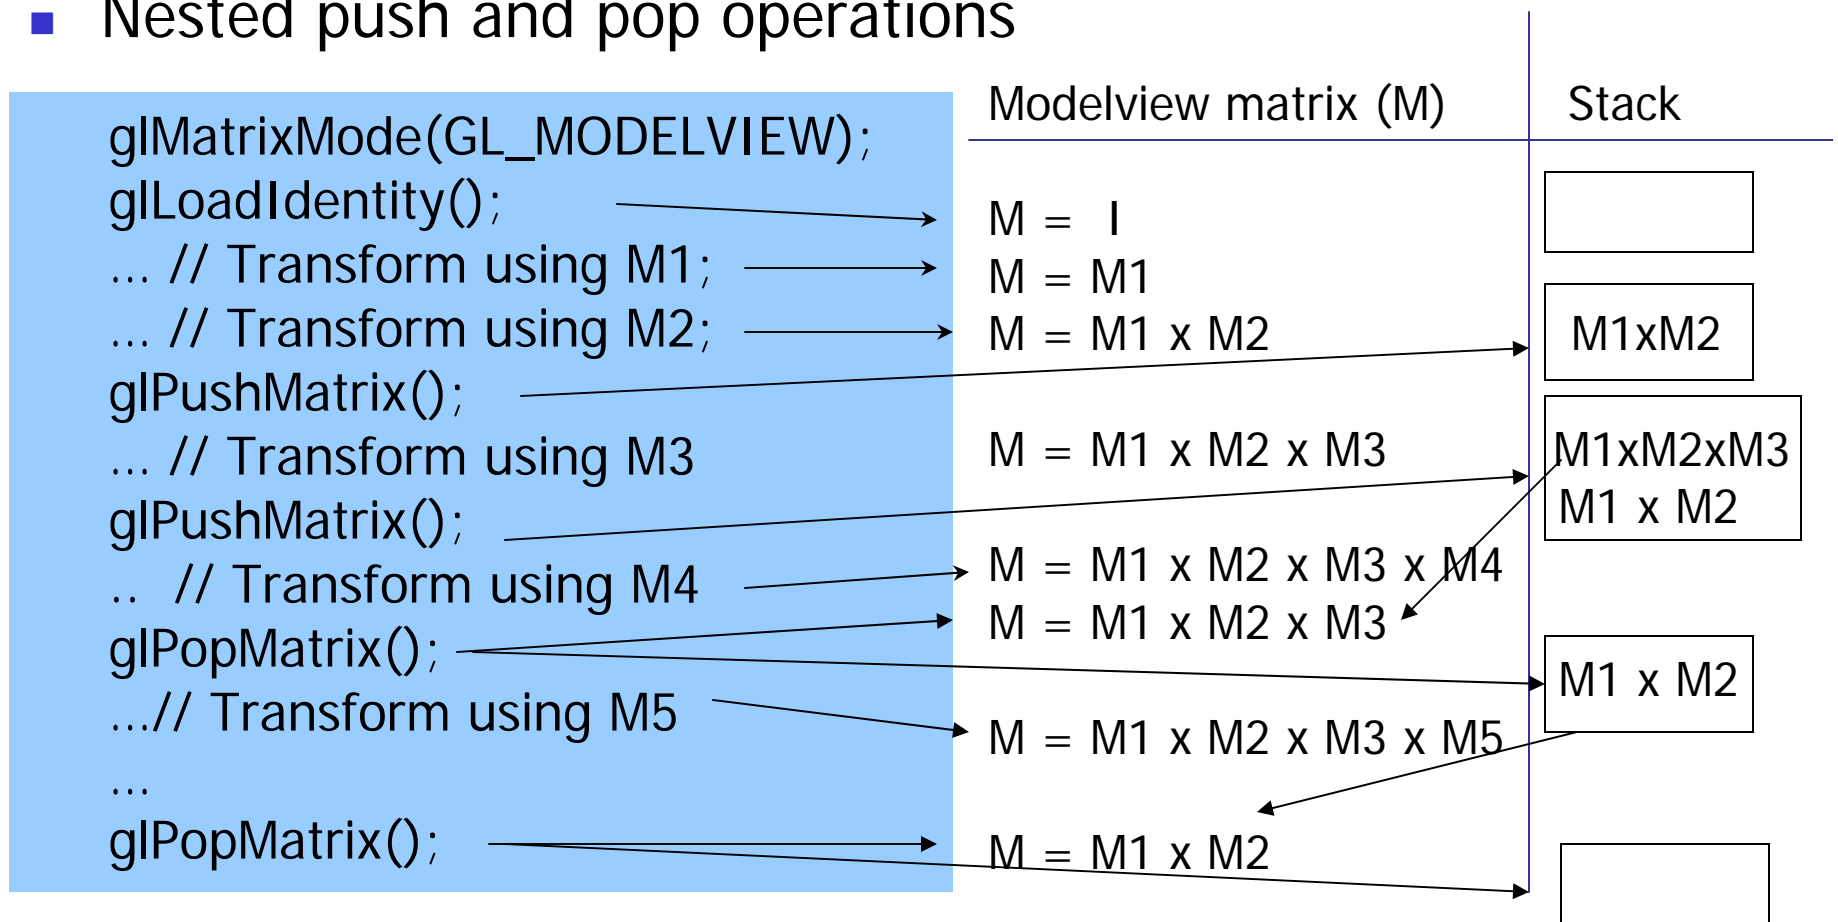 Nested push and pop operations
glMatrixMode(GL_MODELVIEW);
glLoadIdentity();
... // Transform using M1;
... // Transform using M2;
glPushMatrix();
... // Transform using M3
glPushMatrix();
.. // Transform using M4
glPopMatrix();
...// Transform using M5
...
glPopMatrix();
Modelview matrix (M)
M = I
M = M1
M = M1 x M2
M = M1 x M2 x M3
M = M1 x M2 x M3 x M4
M = M1 x M2 x M3
M = M1 x M2 x M3 x M5
M = M1 x M2
Stack
M1xM2
M1xM2xM3
M1 x M2
M1 x M2